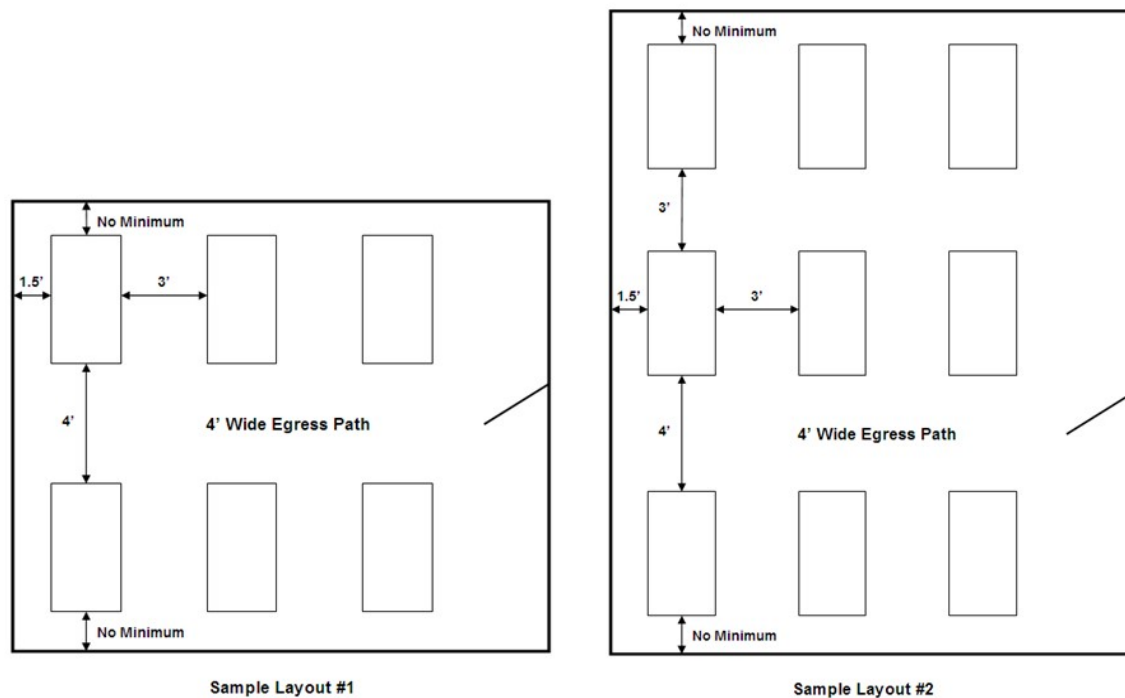 No Minimum
1.5’
3’
4’
4’ Wide Egress Path
No Minimum
Sample Layout #1
No Minimum
3’
1.5’
3’
4’
4’ Wide Egress Path
No Minimum
Sample Layout #2